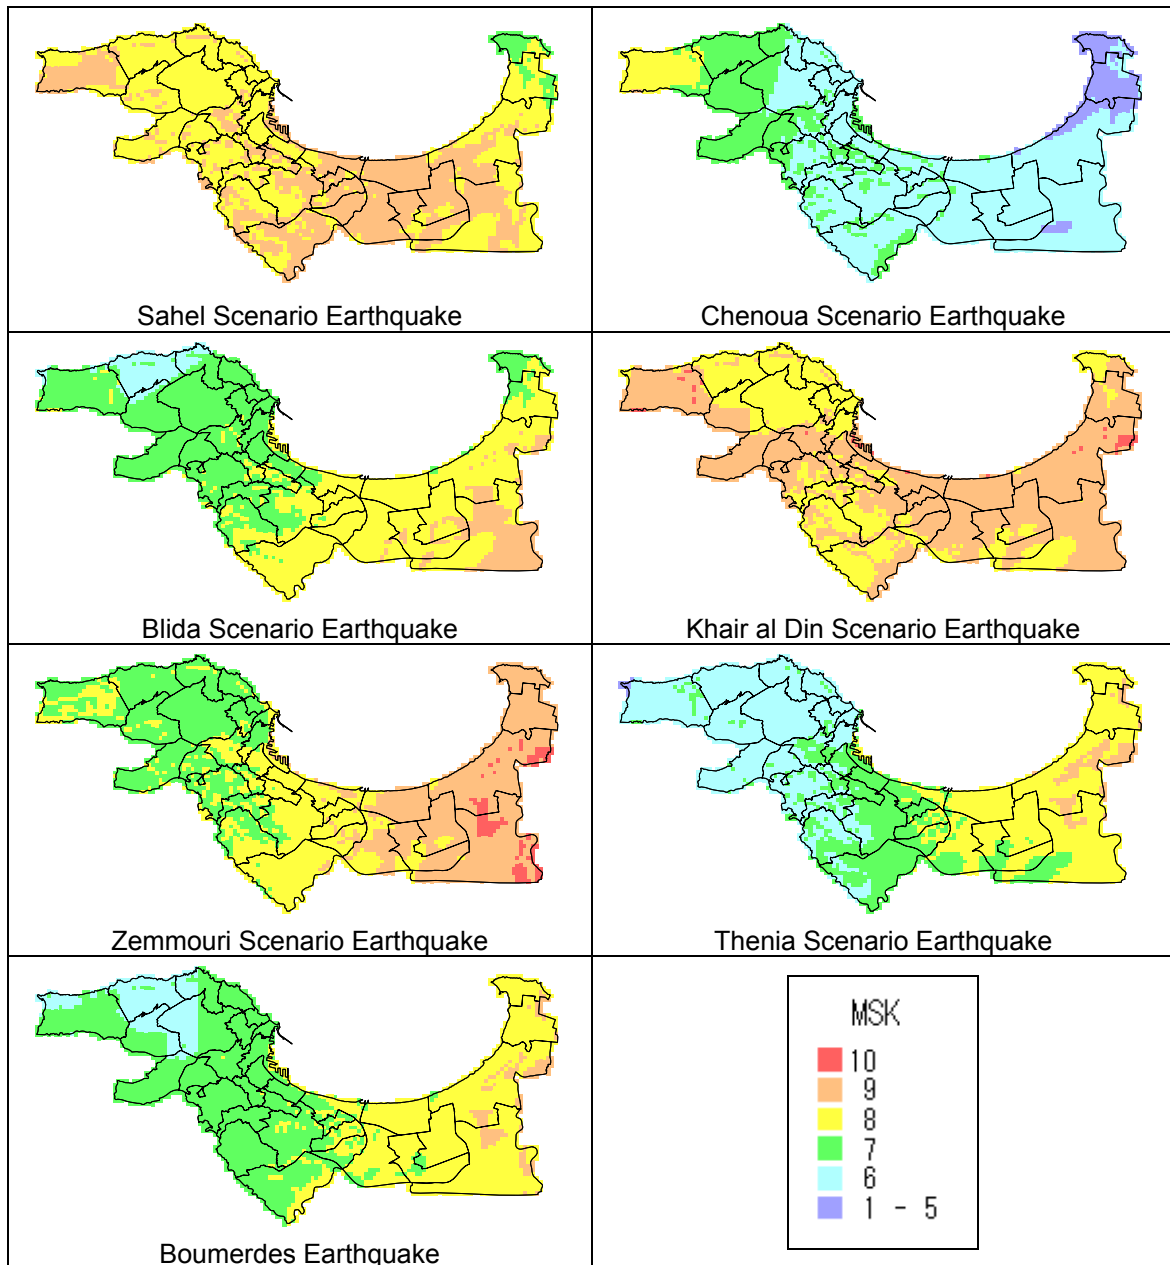 Sahel Scenario Earthquake
Chenoua Scenario Earthquake
Blida Scenario Earthquake
Khair al Din Scenario Earthquake
Zemmouri Scenario Earthquake
Thenia Scenario Earthquake
Boumerdes Earthquake
MSK
10
9
8
7
6
1 - 5